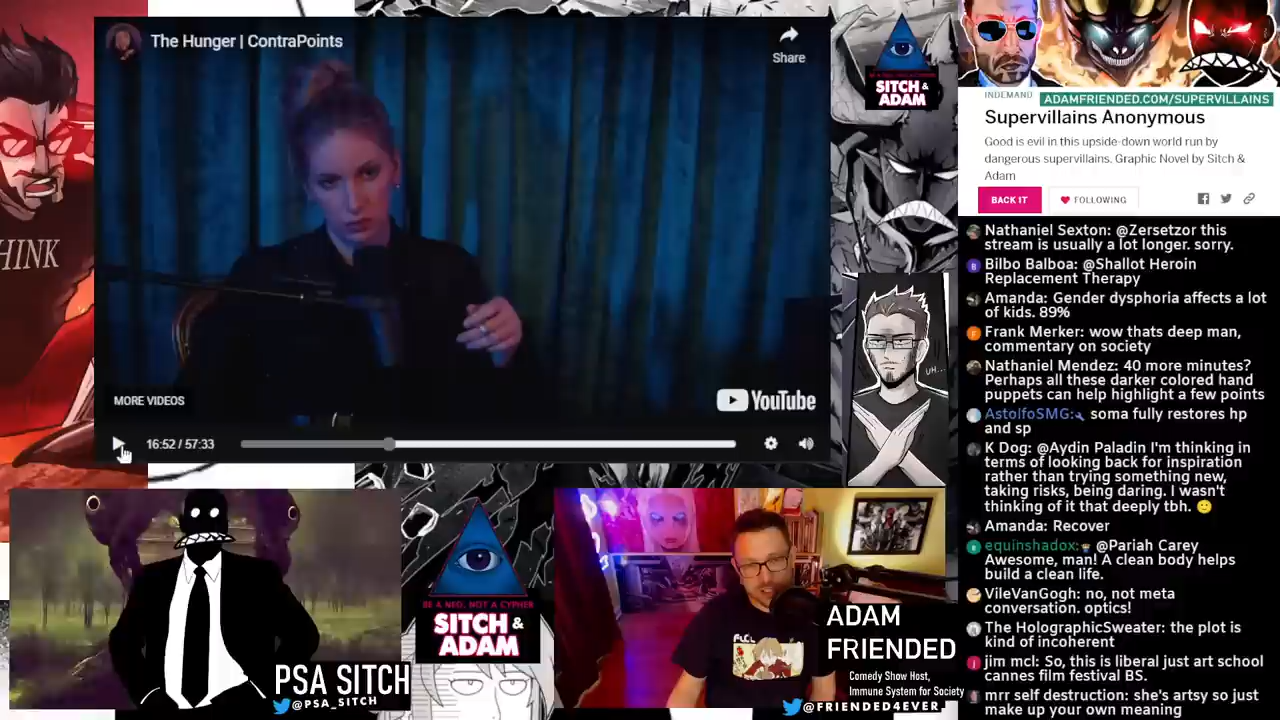 The Hunger | ContraPoints
Share
MORE VIDEOS
YouTube
16:52 / 57:33
HINK
SITCH &
ADAM
UH...
INDEMAND
ADAMFRIENDED.COM/SUPERVILLAINS
Supervillains Anonymous
Good is evil in this upside-down world run by
dangerous supervillains. Graphic Novel by Sitch &
Adam
BACK IT
FOLLOWING
Nathaniel Sexton: @Zersetzor this
stream is usually a lot longer. sorry.
Bilbo Balboa: @Shallot Heroin
Replacement Therapy
Amanda: Gender dysphoria affects a lot
of kids. 89%
Frank Merker: wow thats deep man,
commentary on society
Nathaniel Mendez: 40 more minutes?
Perhaps all these darker colored hand
puppets can help highlight a few points
AstolfoSMG: soma fully restores hp
and sp
K Dog: @Aydin Paladin I'm thinking in
terms of looking back for inspiration
rather than trying something new,
taking risks, being daring. I wasn't
thinking of it that deeply tbh. 🙂
Amanda: Recover
equinshadox: @Pariah Carey
Awesome, man! A clean body helps
build a clean life.
VileVanGogh: no, not meta
conversation. optics!
The HolographicSweater: the plot is
kind of incoherent
jim mcl: So, this is liberal just art school
cannes film festival BS.
mrr self destruction: she's artsy so just
make up your own meaning
PSA SITCH
@PSA_SITCH
BE A NEO, NOT A CYPHER
SITCH &
ADAM
ADAM
FRIENDED
Comedy Show Host,
Immune System for Society
@FRIENDED4EVER